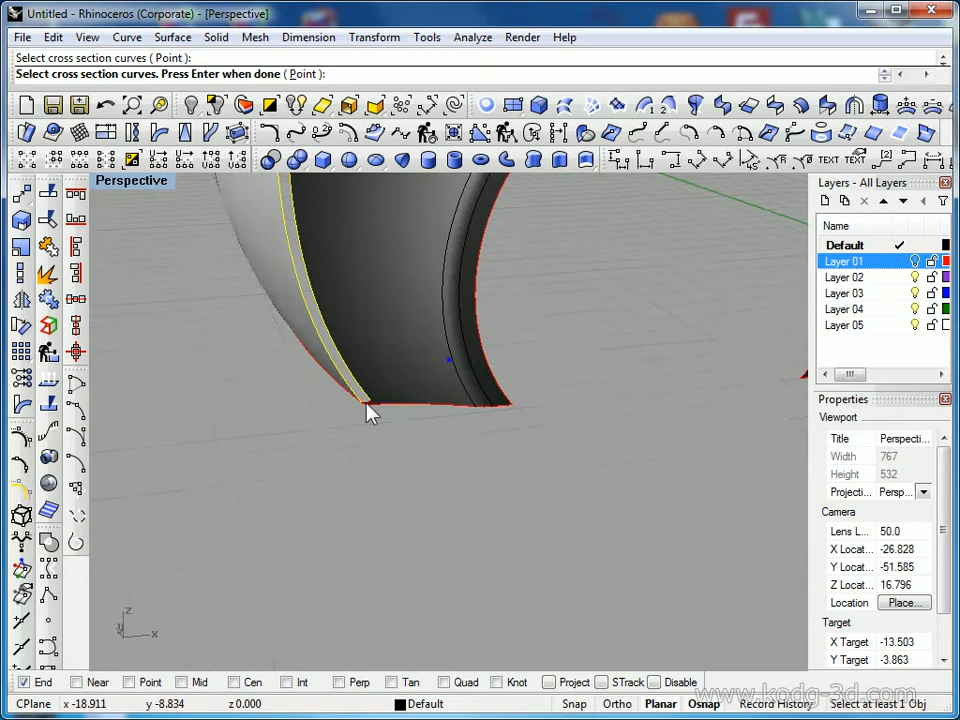 Untitled - Rhinoceros (Corporate) - [Perspective]
File Edit View Curve Surface Solid Mesh Dimension Transform Tools Analyze Render Help
Select cross section curves ( Point ):
Select cross section curves. Press Enter when done ( Point ):
TEXT TEXT
Perspective
Layers - All Layers
Name
Default
Layer 01
Layer 02
Layer 03
Layer 04
Layer 05
Properties
Viewport
Title Perspecti...
Width 767
Height 532
Projecti... Persp...
Camera
Lens L... 50.0
X Locat... -26.828
Y Locat... -51.585
Z Locat... 16.796
Location Place...
Target
X Target -13.503
Y Target -3.863
z
y
x
End Near Point Mid Cen Int Perp Tan Quad Knot Project STrack Disable
www.kodg-3d.com
CPlane x -18.911 y -8.834 z 0.000 Default Snap Ortho Planar Osnap Record History Select at least 1 Obj